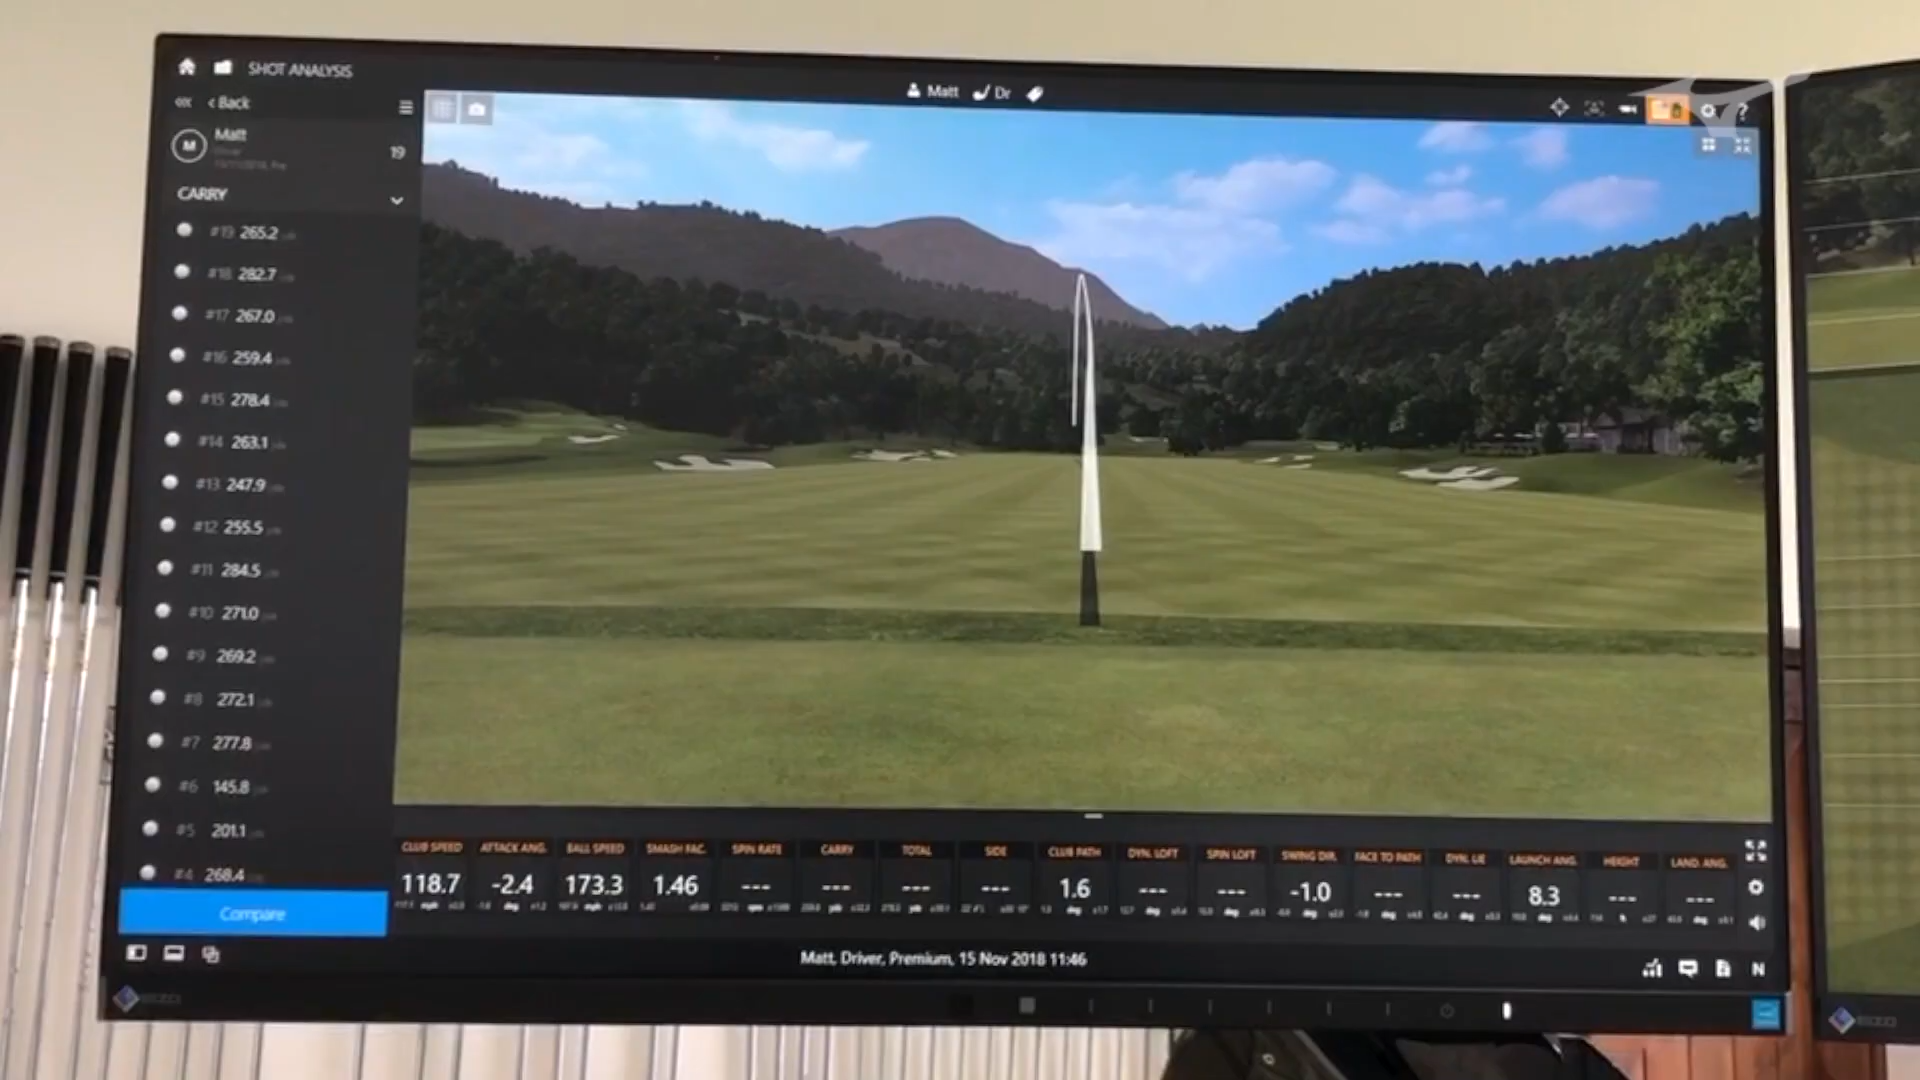 SHOT ANALYSIS
Matt Dr
< Back
M Matt 19
CARRY
#19 265.2
#18 282.7
#17 267.0
#16 259.4
#15 278.4
#14 263.1
#13 247.9
#12 255.5
#11 284.5
#10 271.0
#9 269.2
#8 272.1
#7 277.8
#6 145.8
#5 201.1
#4 268.4
Compare
CLUB SPEED ATTACK ANG. BALL SPEED SMASH FAC. SPIN RATE CARRY TOTAL SIDE CLUB PATH DYN. LOFT SPIN LOFT SWING DIR. FACE TO PATH DYN. LIE LAUNCH ANG. HEIGHT LAND. ANG.
118.7 -2.4 173.3 1.46 --- --- --- --- 1.6 --- --- -1.0 --- --- 8.3 --- ---
Matt, Driver, Premium, 15 Nov 2018 11:46
N
EIZO